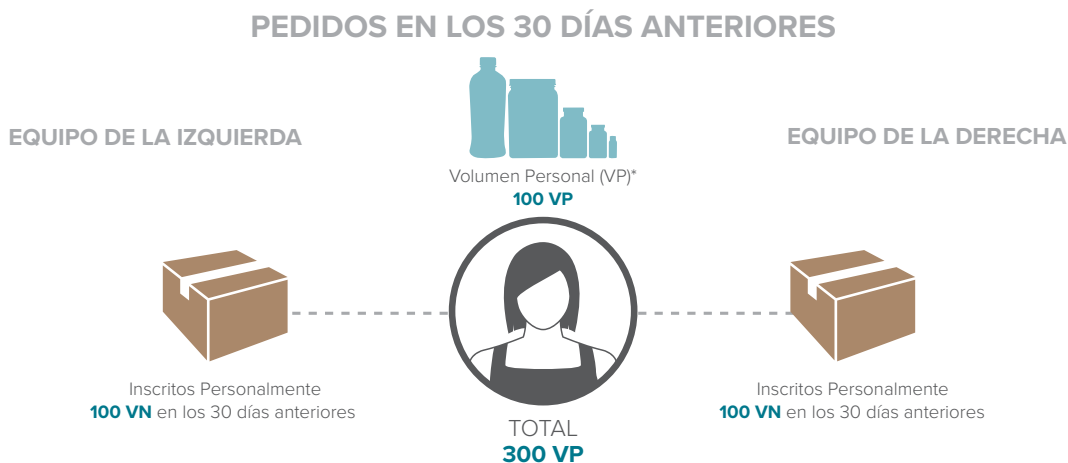 PEDIDOS EN LOS 30 DÍAS ANTERIORES
EQUIPO DE LA IZQUIERDA
EQUIPO DE LA DERECHA
Volumen Personal (VP)*
100 VP
Inscritos Personalmente
100 VN en los 30 días anteriores
Inscritos Personalmente
100 VN en los 30 días anteriores
TOTAL
300 VP